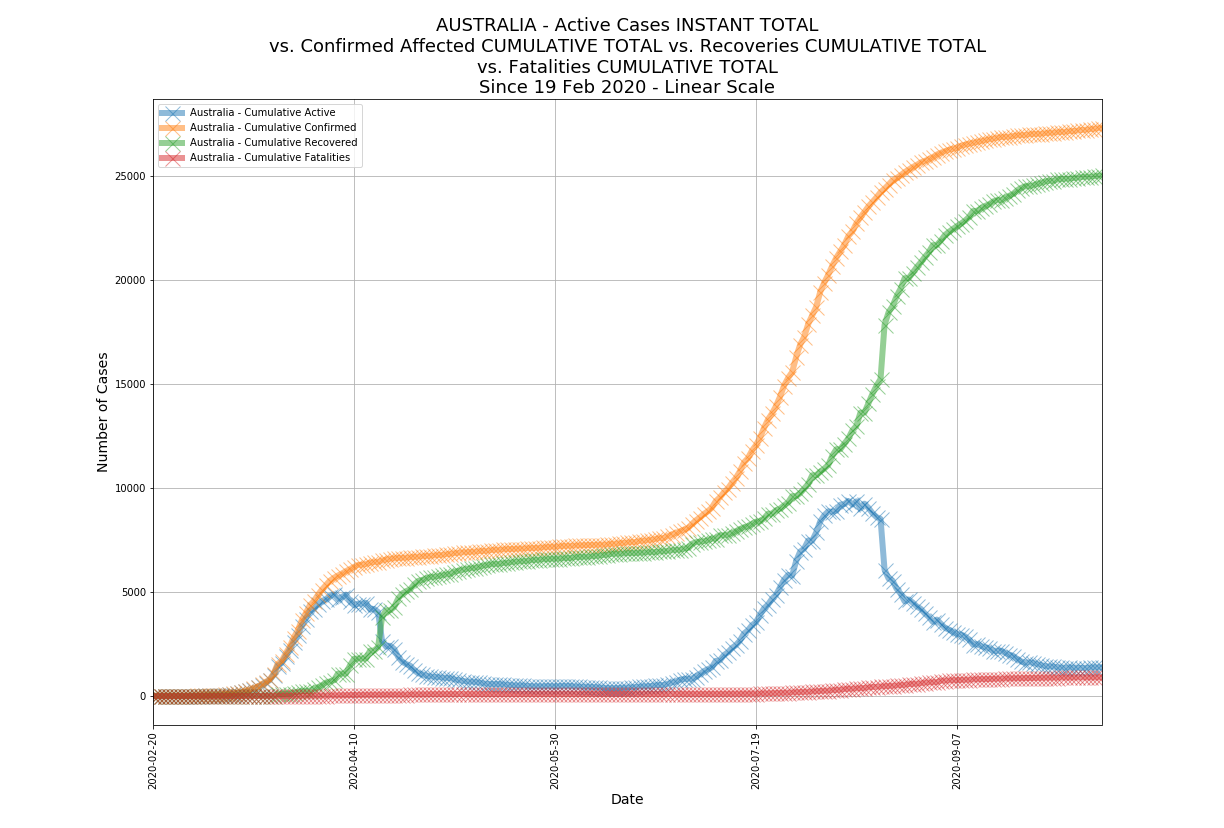 AUSTRALIA - Active Cases INSTANT TOTAL
vs. Confirmed Affected CUMULATIVE TOTAL vs. Recoveries CUMULATIVE TOTAL
vs. Fatalities CUMULATIVE TOTAL
Since 19 Feb 2020 - Linear Scale
Australia - Cumulative Active
Australia - Cumulative Confirmed
Australia - Cumulative Recovered
Australia - Cumulative Fatalities
Number of Cases
25000
20000
15000
10000
5000
0
2020-02-20
2020-04-10
2020-05-30
2020-07-19
2020-09-07
Date